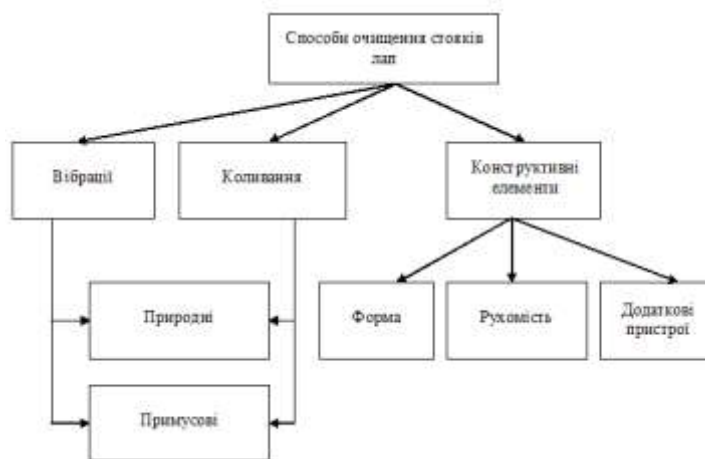 Способи очищення стояків
лап
Вібрації
Коливання
Конструктивні
елементи
Природні
Форма
Рухомість
Додаткові
пристрої
Примусові